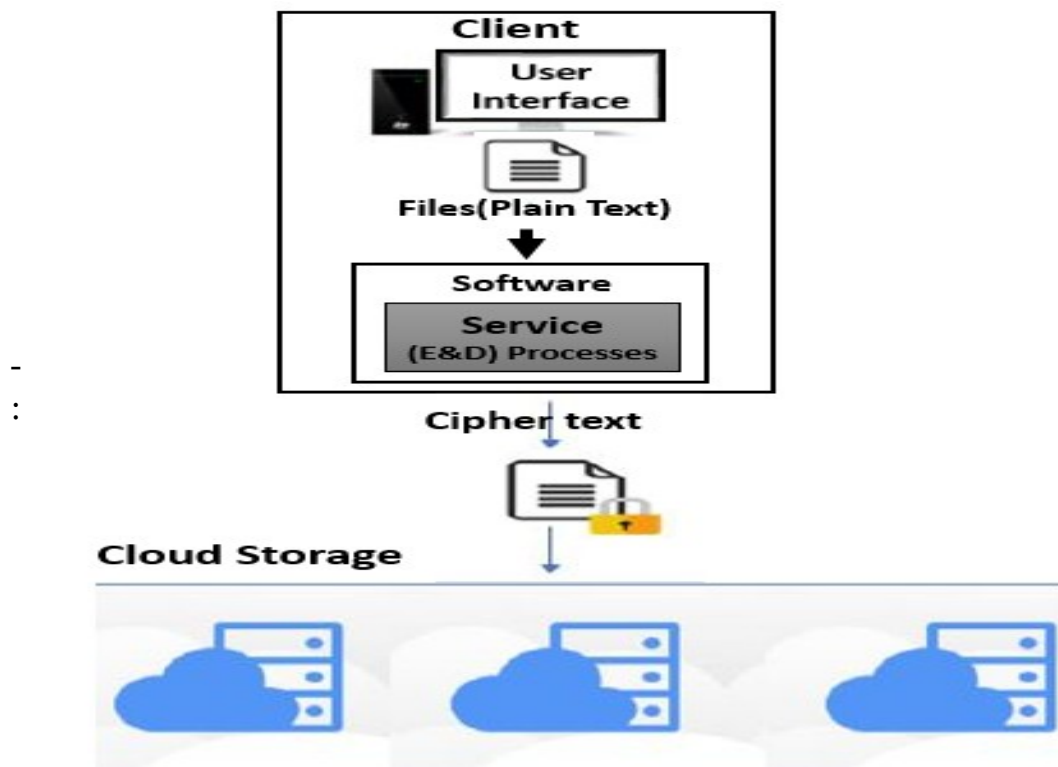 Client
User
Interface
Files(Plain Text)
Software
Service
(E&D) Processes
-
:
Cipher text
Cloud Storage